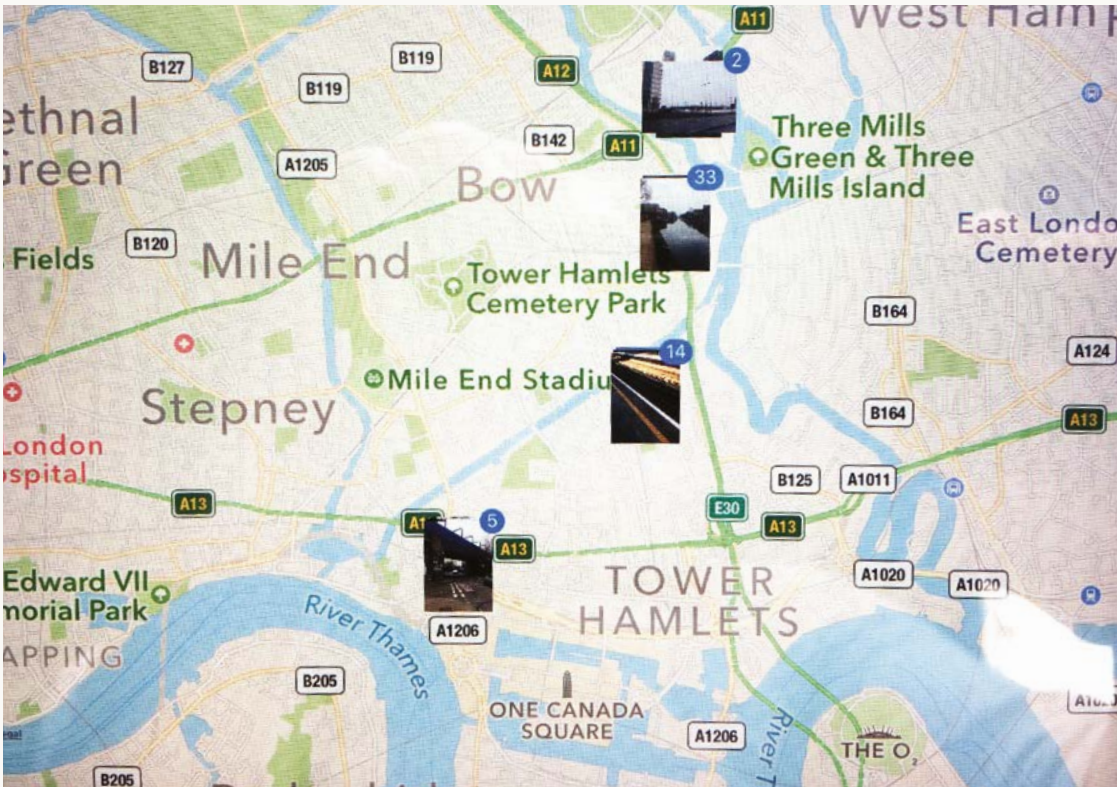 West Ham
A11
2
B119
B127
A12
B119
Three Mills
Green & Three
Mills Island
ethnal
Green
B142
A11
A1205
Bow
33
East Londo
Cemetery
B120
Fields
Mile End
Tower Hamlets
Cemetery Park
B164
14
A124
Mile End Stadiu
Stepney
B164
A13
London
ospital
B125
A1011
A13
E30
A13
5
A13
Edward VII
morial Park
TOWER
HAMLETS
A1020
A1020
River Thames
A1206
APPING
B205
ONE CANADA
SQUARE
A1206
River T
THE O2
B205